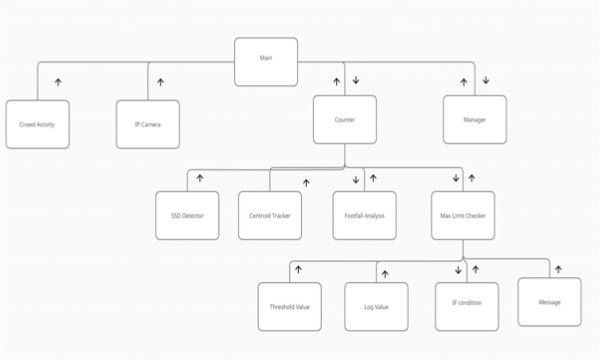 Main
Crowd Activity
IP Camera
Counter
Manager
SSD Detector
Centroid Tracker
Footfall Analysis
Max Limit Checker
Threshold Value
Log Value
IF condition
Message